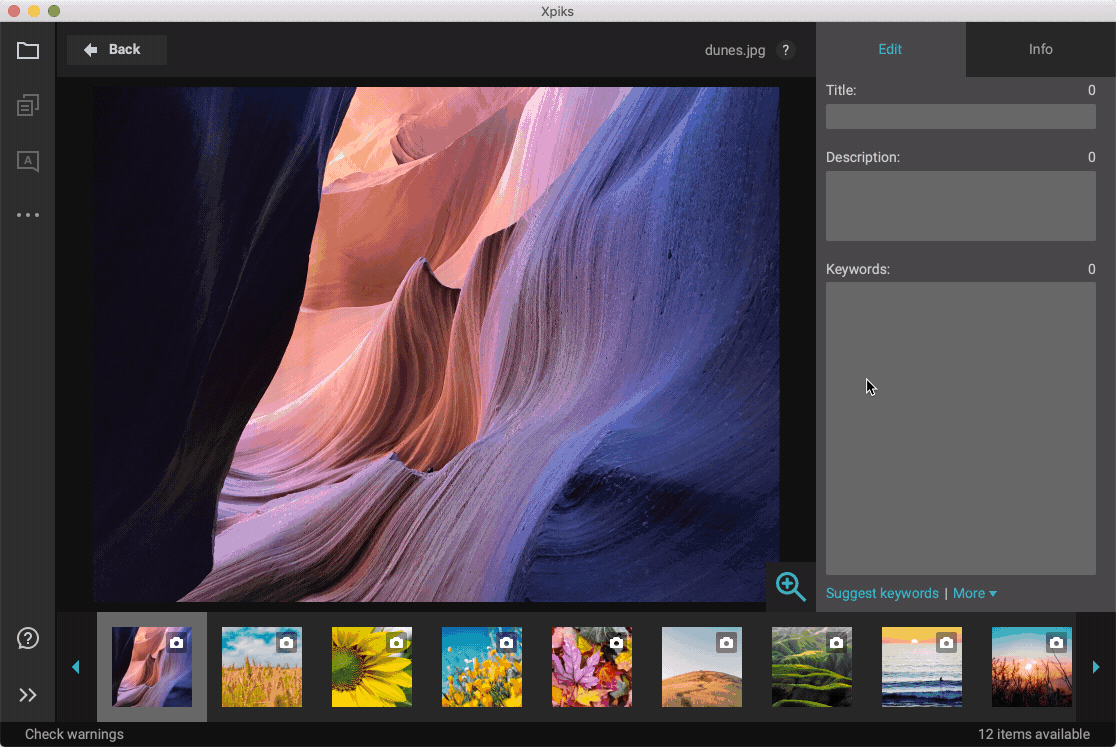 Xpiks
Back
dunes.jpg ?
Edit
Info
Title: 0
Description: 0
Keywords: 0
Suggest keywords | More
A
?
Check warnings
12 items available